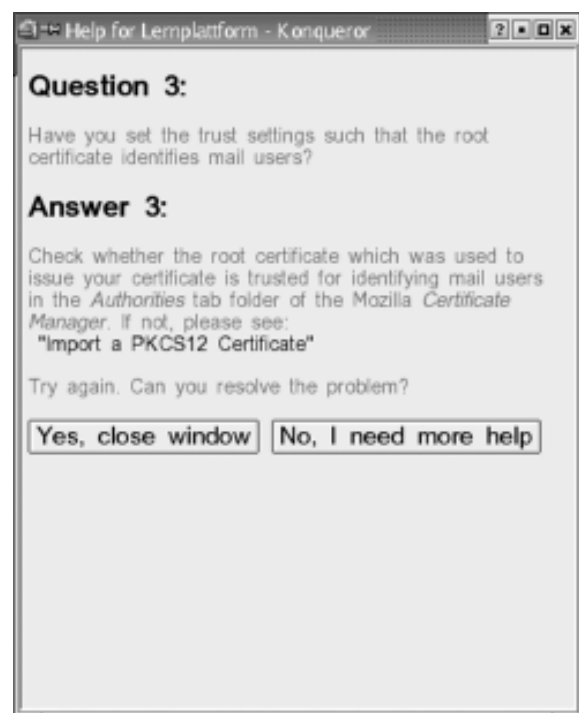 Help for Lernplattform - Konqueror
Question 3:
Have you set the trust settings such that the root
certificate identifies mail users?
Answer 3:
Check whether the root certificate which was used to
issue your certificate is trusted for identifying mail users
in the Authorities tab folder of the Mozilla Certificate
Manager. If not, please see:
"Import a PKCS12 Certificate"
Try again. Can you resolve the problem?
Yes, close window No, I need more help